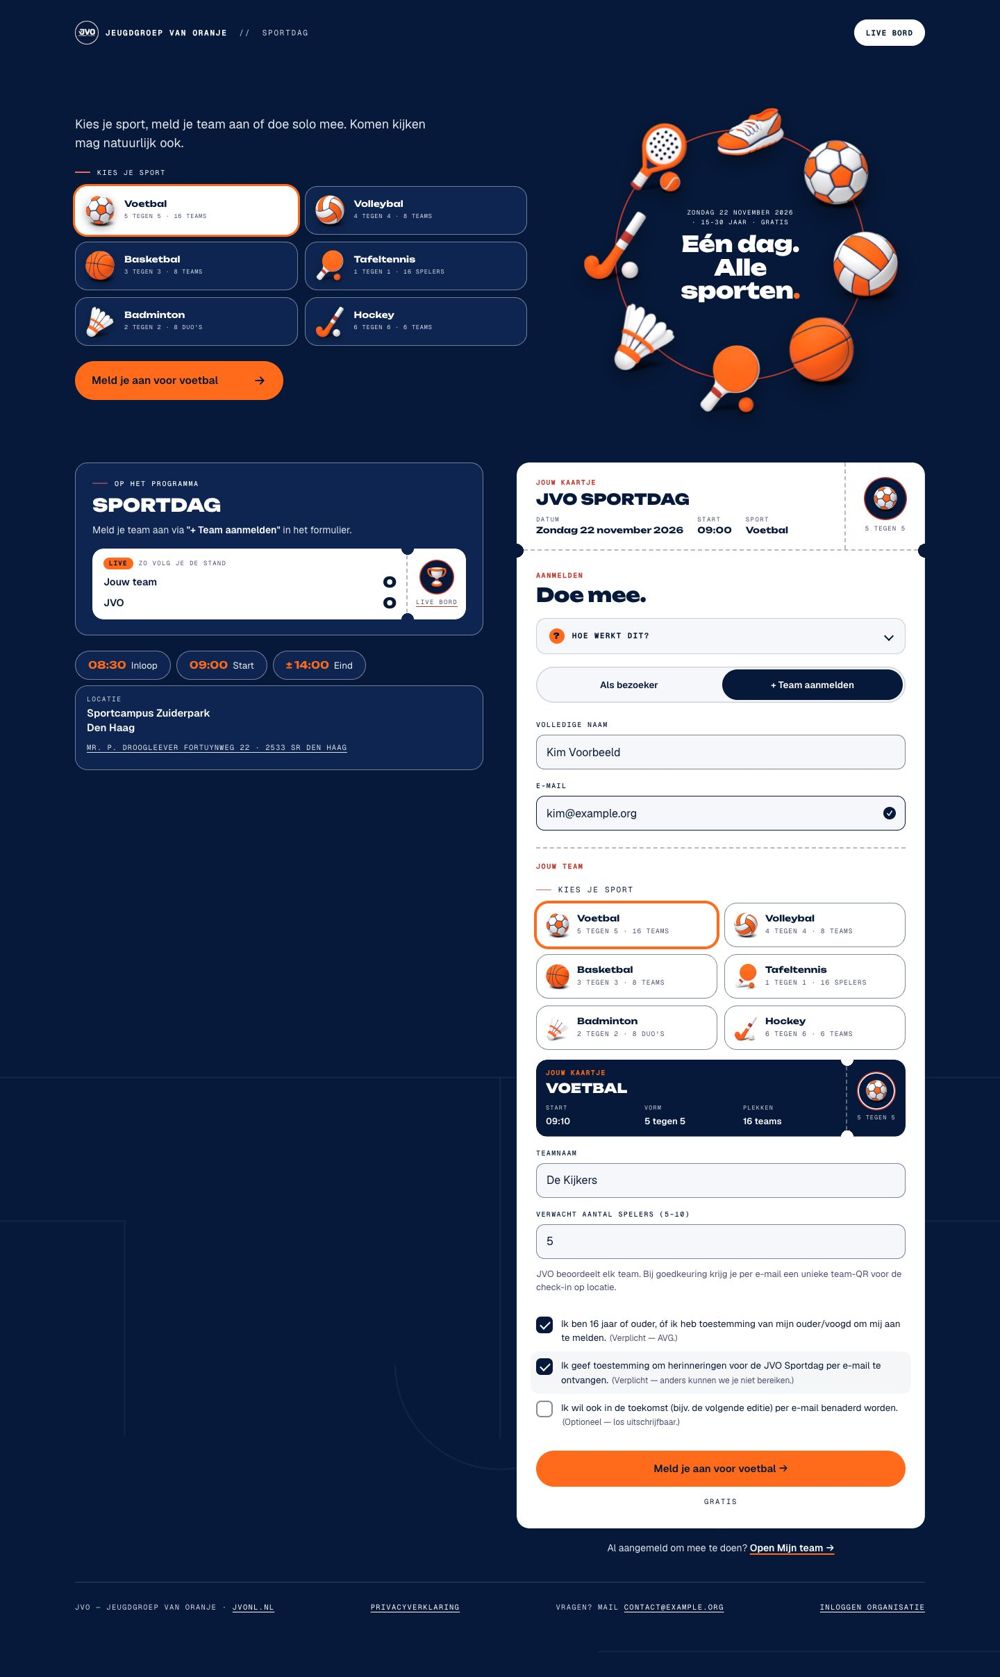 JVO JEUGDGROEP VAN ORANJE // SPORTDAG
LIVE BORD
Kies je sport, meld je team aan of doe solo mee. Komen kijken
mag natuurlijk ook.
KIES JE SPORT
Voetbal
5 TEGEN 5 · 16 TEAMS
Volleybal
4 TEGEN 4 · 8 TEAMS
Basketbal
3 TEGEN 3 · 8 TEAMS
Tafeltennis
1 TEGEN 1 · 16 SPELERS
Badminton
2 TEGEN 2 · 8 DUO'S
Hockey
6 TEGEN 6 · 6 TEAMS
Meld je aan voor voetbal →
ZONDAG 22 NOVEMBER 2026
· 15-30 JAAR · GRATIS
Eén dag.
Alle
sporten.
OP HET PROGRAMMA
SPORTDAG
Meld je team aan via "+ Team aanmelden" in het formulier.
LIVE ZO VOLG JE DE STAND
Jouw team 0
JVO 0
LIVE BORD
08:30 Inloop
09:00 Start
± 14:00 Eind
LOCATIE
Sportcampus Zuiderpark
Den Haag
MR. P. DROOGLEEVER FORTUYNWEG 22 · 2533 SR DEN HAAG
JOUW KAARTJE
JVO SPORTDAG
DATUM START SPORT
Zondag 22 november 2026 09:00 Voetbal
5 TEGEN 5
AANMELDEN
Doe mee.
? HOE WERKT DIT?
Als bezoeker
+ Team aanmelden
VOLLEDIGE NAAM
Kim Voorbeeld
E-MAIL
kim@example.org
JOUW TEAM
KIES JE SPORT
Voetbal
5 TEGEN 5 · 16 TEAMS
Volleybal
4 TEGEN 4 · 8 TEAMS
Basketbal
3 TEGEN 3 · 8 TEAMS
Tafeltennis
1 TEGEN 1 · 16 SPELERS
Badminton
2 TEGEN 2 · 8 DUO'S
Hockey
6 TEGEN 6 · 6 TEAMS
JOUW KAARTJE
VOETBAL
START VORM PLEKKEN
09:10 5 tegen 5 16 teams
5 TEGEN 5
TEAMNAAM
De Kijkers
VERWACHT AANTAL SPELERS (5–10)
5
JVO beoordeelt elk team. Bij goedkeuring krijg je per e-mail een unieke team-QR voor de
check-in op locatie.
Ik ben 16 jaar of ouder, óf ik heb toestemming van mijn ouder/voogd om mij aan
te melden. (Verplicht — AVG.)
Ik geef toestemming om herinneringen voor de JVO Sportdag per e-mail te
ontvangen. (Verplicht — anders kunnen we je niet bereiken.)
Ik wil ook in de toekomst (bijv. de volgende editie) per e-mail benaderd worden.
(Optioneel — los uitschrijfbaar.)
Meld je aan voor voetbal →
GRATIS
Al aangemeld om mee te doen? Open Mijn team →
JVO — JEUGDGROEP VAN ORANJE · JVONL.NL
PRIVACYVERKLARING
VRAGEN? MAIL CONTACT@EXAMPLE.ORG
INLOGGEN ORGANISATIE